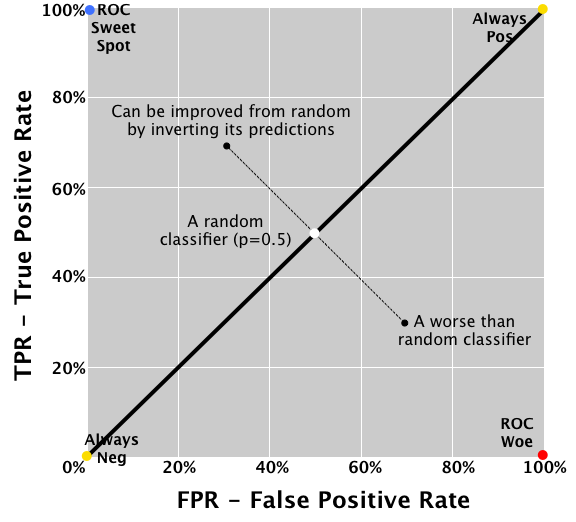 100%
ROC
Sweet
Spot
Always
Pos
80%
Can be improved from random
by inverting its predictions
60%
A random
classifier (p=0.5)
40%
A worse than
random classifier
20%
Always
Neg
ROC
Woe
0%
20%
40%
60%
80%
100%
TPR – True Positive Rate
FPR – False Positive Rate